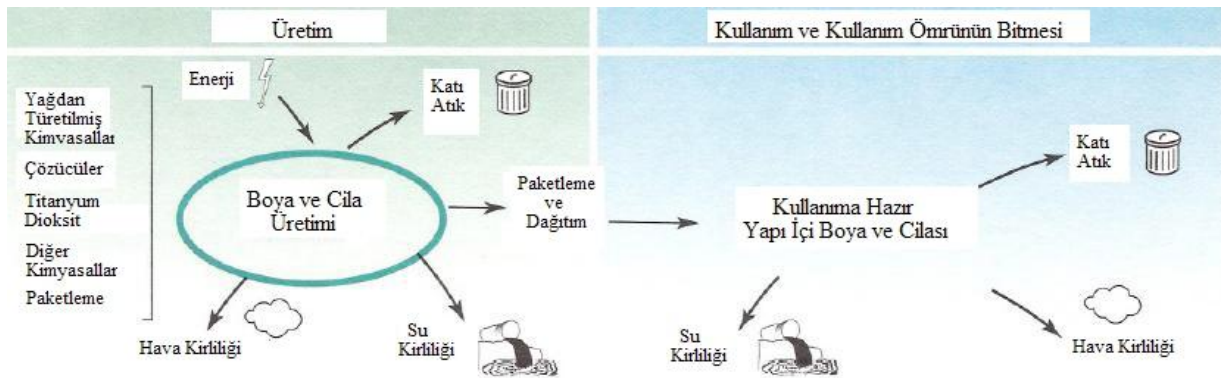 Üretim
Kullanım ve Kullanım Ömrünün Bitmesi
Enerji
Katı
Atık
Yağdan
Türetilmiş
Kimvasallar
Çözücüler
Titanyum
Dioksit
Diğer
Kimyasallar
Paketleme
Boya ve Cila
Üretimi
Paketleme
ve
Dağıtım
Hava Kirliliği
Su
Kirliliği
Kullanıma Hazır
Yapı İçi Boya ve Cilası
Katı
Atık
Su
Kirliliği
Hava Kirliliği